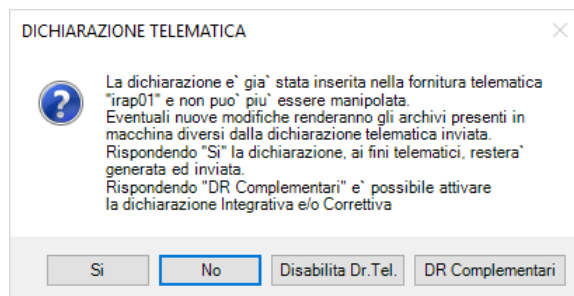 DICHIARAZIONE TELEMATICA
La dichiarazione e` gia` stata inserita nella fornitura telematica
"irap01" e non puo` piu` essere manipolata.
Eventuali nuove modifiche renderanno gli archivi presenti in
macchina diversi dalla dichiarazione telematica inviata.
Rispondendo "Si" la dichiarazione, ai fini telematici, restera`
generata ed inviata.
Rispondendo "DR Complementari" e` possibile attivare
la dichiarazione Integrativa e/o Correttiva
Si No Disabilita Dr.Tel. DR Complementari